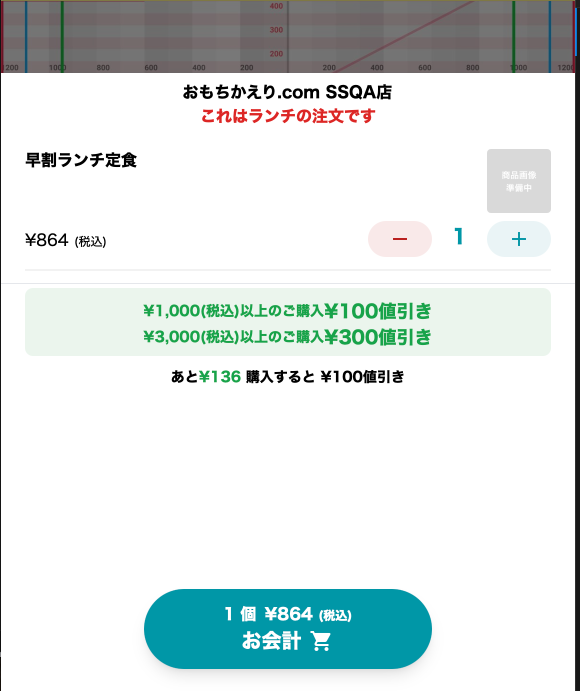 400
300
200
1200 1000 800 600 400 200 0 200 400 600 800 1000 1200
おもちかえり.com SSQA店
これはランチの注文です
早割ランチ定食
商品画像
準備中
¥864 (税込)
1
¥1,000(税込)以上のご購入¥100値引き
¥3,000(税込)以上のご購入¥300値引き
あと¥136 購入すると ¥100値引き
1 個 ¥864 (税込)
お会計